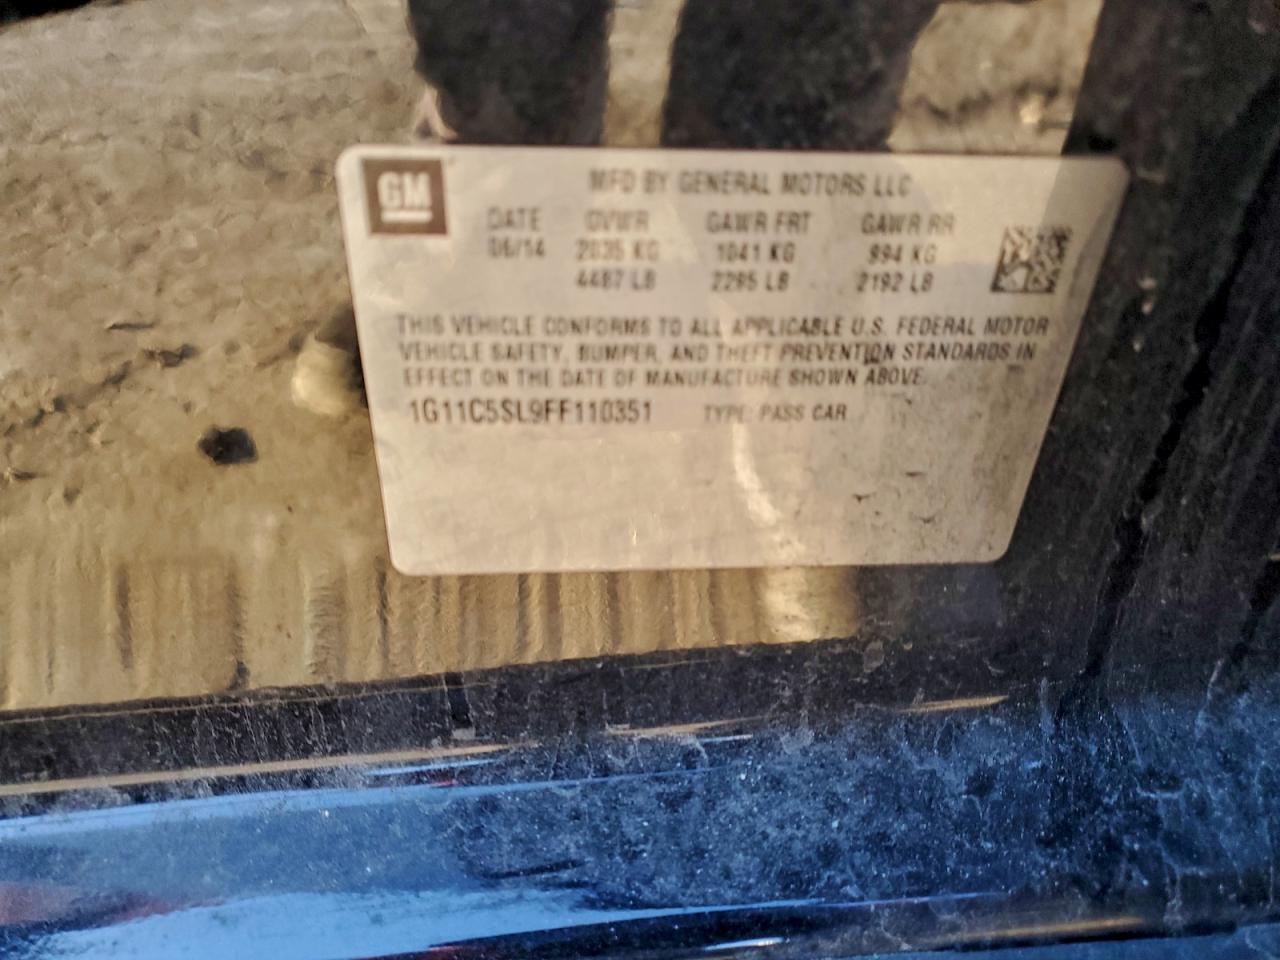 GM
MFD BY GENERAL MOTORS LLC
DATE GVWR GAWR FRT GAWR RR
06/14 2035 KG 1041 KG 994 KG
4487 LB 2295 LB 2192 LB
THIS VEHICLE CONFORMS TO ALL APPLICABLE U.S. FEDERAL MOTOR
VEHICLE SAFETY, BUMPER, AND THEFT PREVENTION STANDARDS IN
EFFECT ON THE DATE OF MANUFACTURE SHOWN ABOVE.
1G11C5SL9FF110351 TYPE: PASS CAR